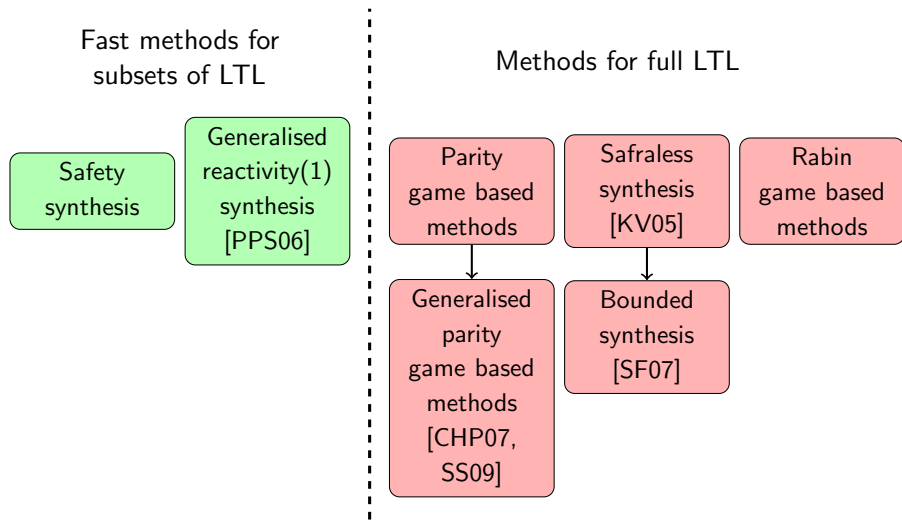 Fast methods for
subsets of LTL
Methods for full LTL
Safety
synthesis
Generalised
reactivity(1)
synthesis
[PPS06]
Parity
game based
methods
Safraless
synthesis
[KV05]
Rabin
game based
methods
Generalised
parity
game based
methods
[CHP07,
SS09]
Bounded
synthesis
[SF07]